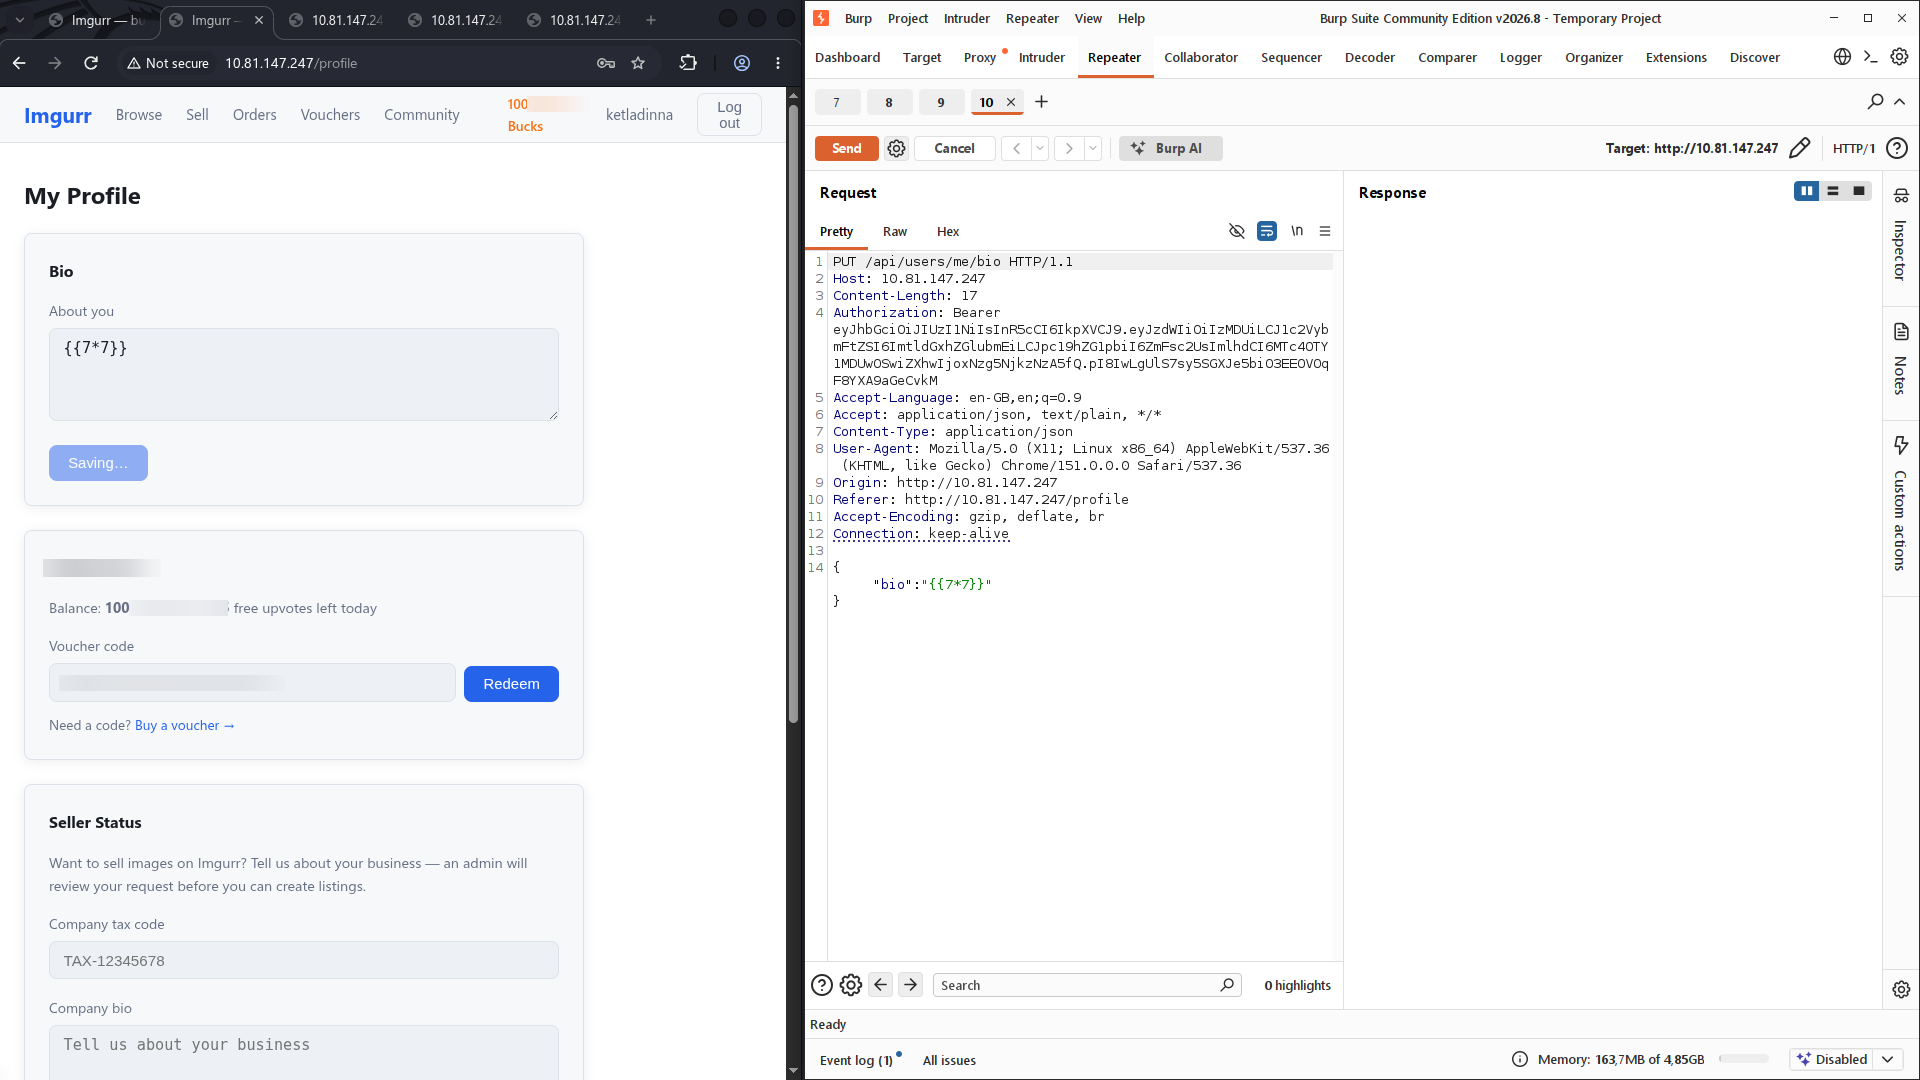 Imgurr — bu
Imgurr —
10.81.147.24
10.81.147.24
10.81.147.24
Not secure
10.81.147.247/profile
Imgurr
Browse
Sell
Orders
Vouchers
Community
100
Bucks
ketladinna
Log out
My Profile
Bio
About you
{{7*7}}
Saving…
Balance: 100 free upvotes left today
Voucher code
Redeem
Need a code? Buy a voucher →
Seller Status
Want to sell images on Imgurr? Tell us about your business — an admin will
review your request before you can create listings.
Company tax code
TAX-12345678
Company bio
Tell us about your business
Burp Project Intruder Repeater View Help
Burp Suite Community Edition v2026.8 - Temporary Project
Dashboard Target Proxy Intruder Repeater Collaborator Sequencer Decoder Comparer Logger Organizer Extensions Discover
7 8 9 10
Send
Cancel
Burp AI
Target: http://10.81.147.247
HTTP/1
Request
Pretty Raw Hex
\n
1 PUT /api/users/me/bio HTTP/1.1
2 Host: 10.81.147.247
3 Content-Length: 17
4 Authorization: Bearer
eyJhbGciOiJIUzI1NiIsInR5cCI6IkpXVCJ9.eyJzdWIiOiIzMDUiLCJ1c2Vyb
mFtZSI6ImtldGxhZGlubmEiLCJpc19hZG1pbiI6ZmFsc2UsImlhdCI6MTc4OTY
1MDUwOSwiZXhwIjoxNzg5NjkzNzA5fQ.pI8IwLgUlS7sy5SGXJe5biO3EEOVOq
F8YXA9aGeCvkM
5 Accept-Language: en-GB,en;q=0.9
6 Accept: application/json, text/plain, */*
7 Content-Type: application/json
8 User-Agent: Mozilla/5.0 (X11; Linux x86_64) AppleWebKit/537.36
(KHTML, like Gecko) Chrome/151.0.0.0 Safari/537.36
9 Origin: http://10.81.147.247
10 Referer: http://10.81.147.247/profile
11 Accept-Encoding: gzip, deflate, br
12 Connection: keep-alive
13
14 {
"bio":"{{7*7}}"
}
Search
0 highlights
Response
Inspector
Notes
Custom actions
Ready
Event log (1)
All issues
Memory: 163,7MB of 4,85GB
Disabled